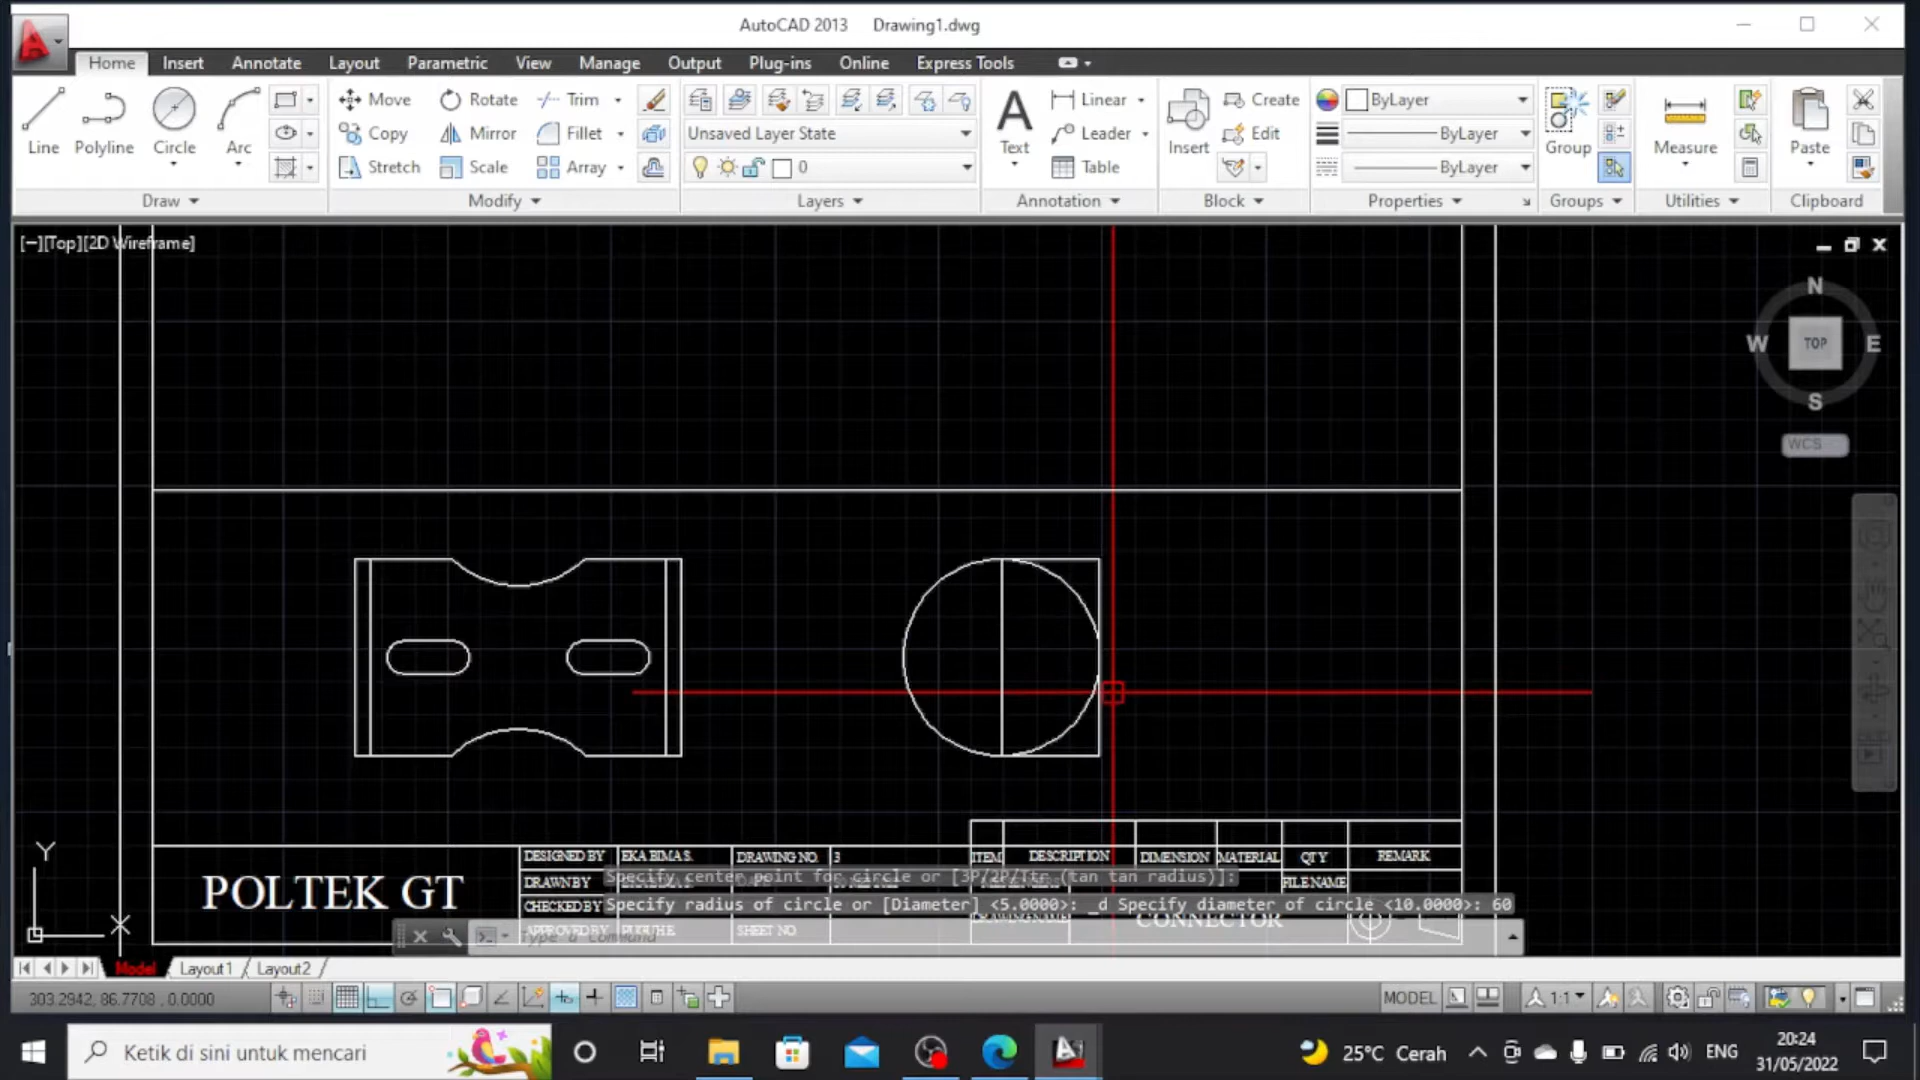 AutoCAD 2013 Drawing1.dwg
Home Insert Annotate Layout Parametric View Manage Output Plug-ins Online Express Tools
Line Polyline Circle Arc
Move Rotate Trim
Copy Mirror Fillet
Stretch Scale Array
Unsaved Layer State
0
Text
Linear
Leader
Table
Insert
Create
Edit
ByLayer
ByLayer
ByLayer
Group
Measure
Paste
Draw Modify Layers Annotation Block Properties Groups Utilities Clipboard
[−][Top][2D Wireframe]
N
W TOP E
S
WCS
Y
X
POLTEK GT
DESIGNED BY EKA BIMA S. DRAWING NO. 3 ITEM DESCRIPTION DIMENSION MATERIAL QTY REMARK
DRAWN BY FILE NAME
CHECKED BY
APPROVED BY SHEET NO
CONNECTOR
Specify center point for circle or [3P/2P/Ttr (tan tan radius)]:
Specify radius of circle or [Diameter] <5.0000>: _d Specify diameter of circle <10.0000>: 60
Type a command
Model Layout1 Layout2
303.2942, 86.7708 , 0.0000
MODEL 1:1
Ketik di sini untuk mencari
25°C Cerah
ENG
20:24
31/05/2022